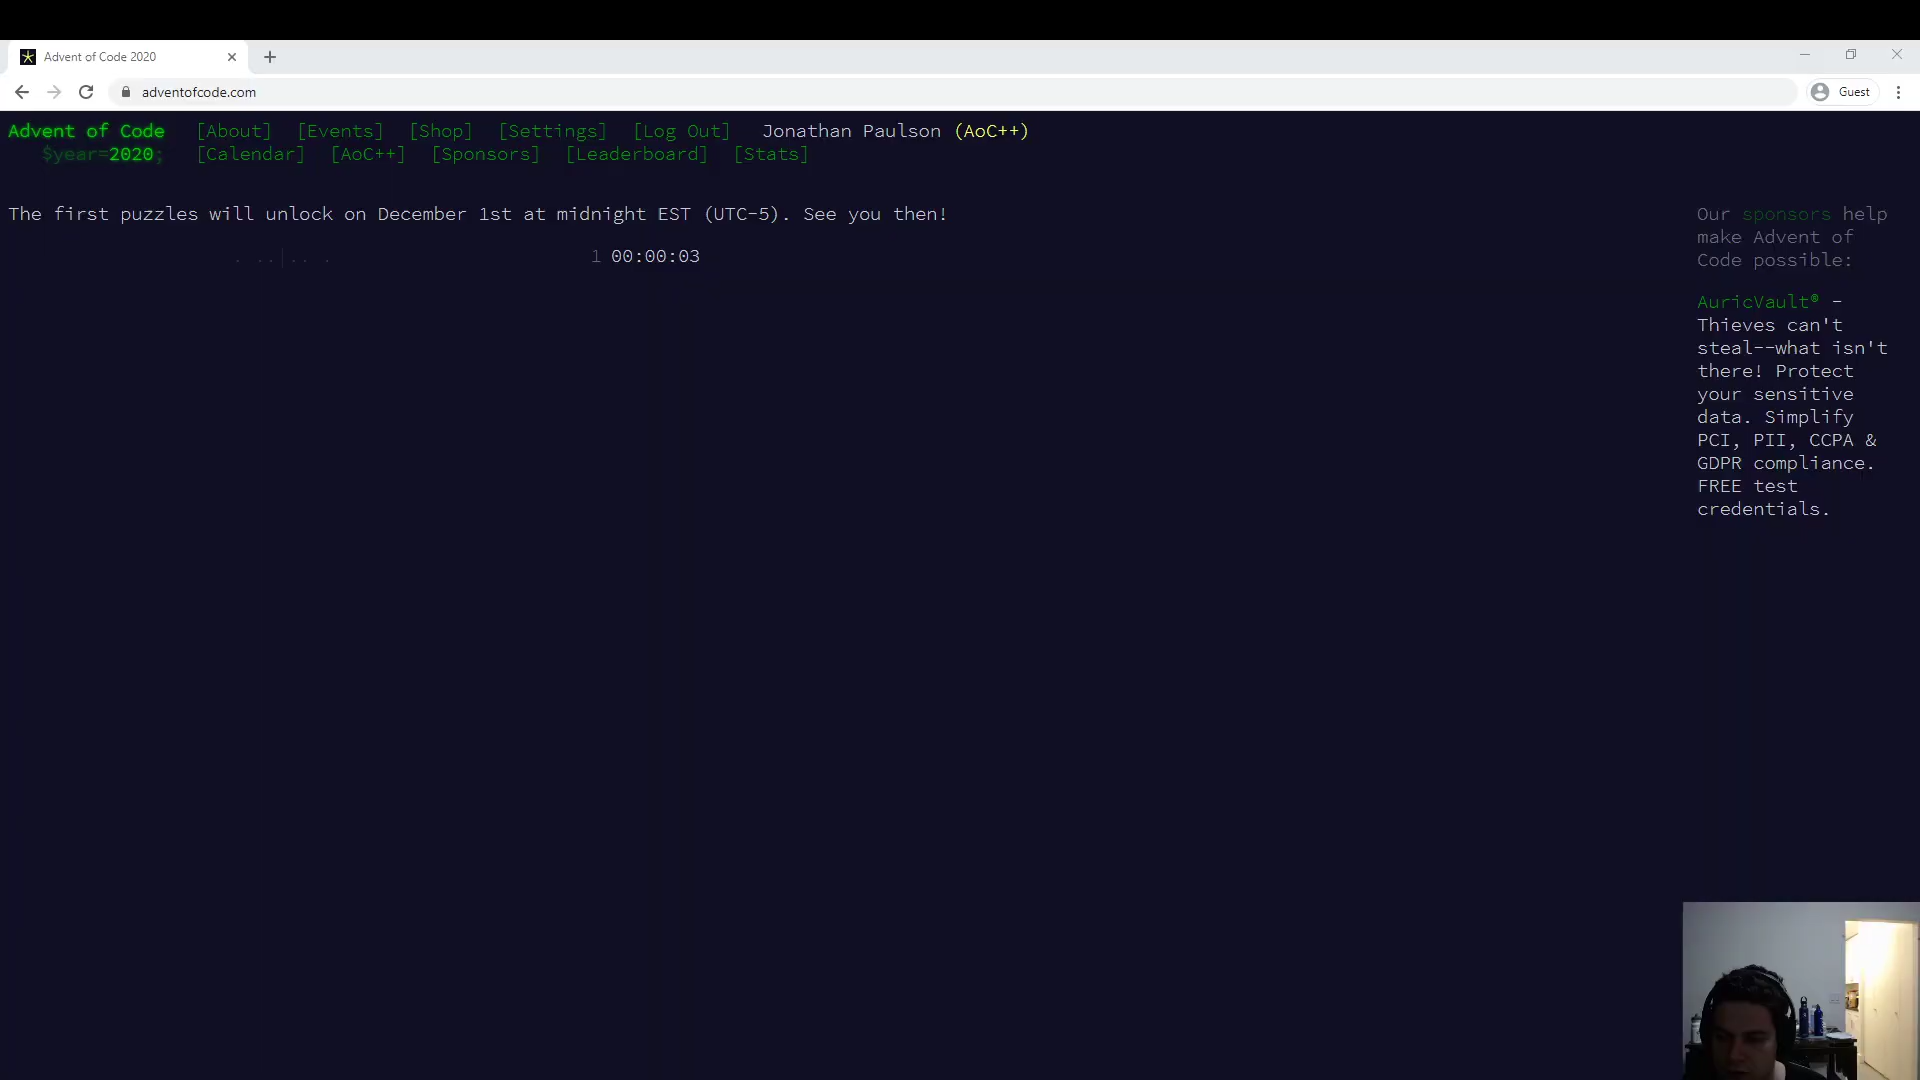 Advent of Code 2020
adventofcode.com
Guest
Advent of Code [About] [Events] [Shop] [Settings] [Log Out] Jonathan Paulson (AoC++)
$year=2020; [Calendar] [AoC++] [Sponsors] [Leaderboard] [Stats]
The first puzzles will unlock on December 1st at midnight EST (UTC-5). See you then!
. ..|.. . 1 00:00:03
Our sponsors help
make Advent of
Code possible:
AuricVault® -
Thieves can't
steal--what isn't
there! Protect
your sensitive
data. Simplify
PCI, PII, CCPA &
GDPR compliance.
FREE test
credentials.